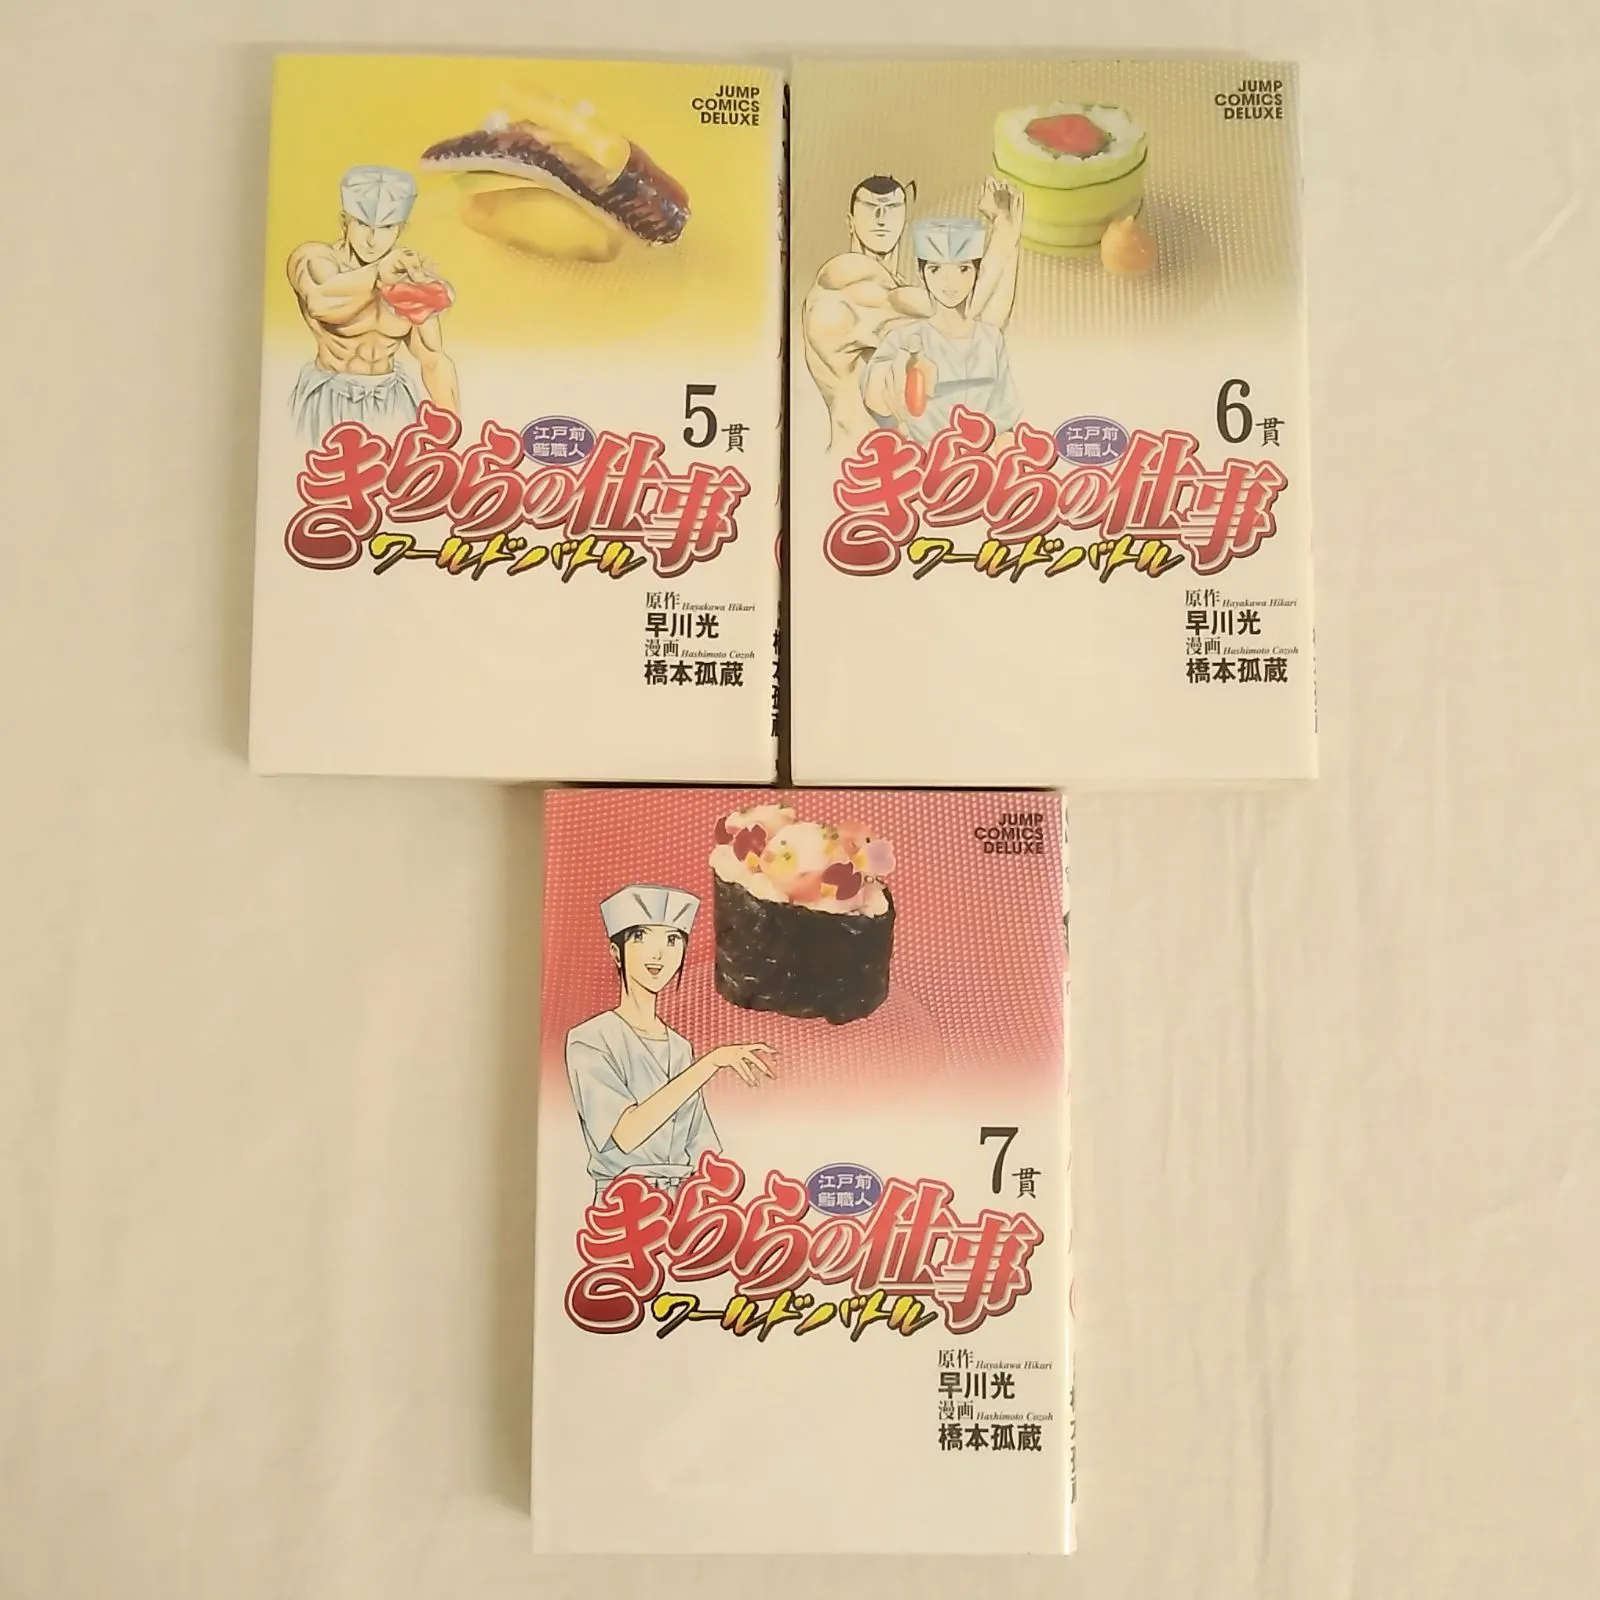 JUMP
COMICS
DELUXE
5貫
江戸前
鮨職人
きららの仕事
ワールドバトル
原作 Hayakawa Hikari
早川光
漫画 Hashimoto Cozoh
橋本孤蔵
JUMP
COMICS
DELUXE
6貫
江戸前
鮨職人
きららの仕事
ワールドバトル
原作 Hayakawa Hikari
早川光
漫画 Hashimoto Cozoh
橋本孤蔵
JUMP
COMICS
DELUXE
7貫
江戸前
鮨職人
きららの仕事
ワールドバトル
原作 Hayakawa Hikari
早川光
漫画 Hashimoto Cozoh
橋本孤蔵